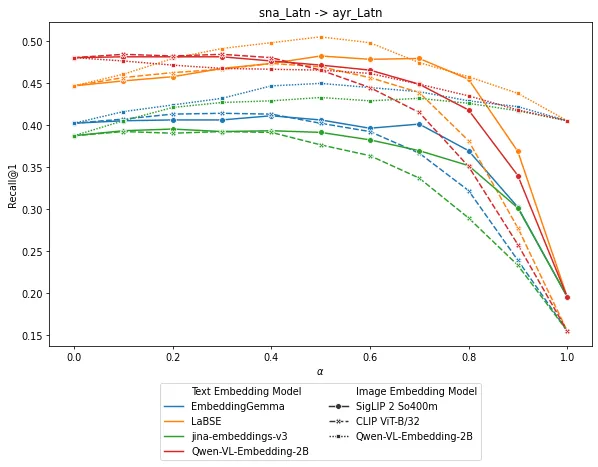 sna_Latn -> ayr_Latn
Recall@1
0.50
0.45
0.40
0.35
0.30
0.25
0.20
0.15
0.0
0.2
0.4
0.6
0.8
1.0
α
Text Embedding Model
EmbeddingGemma
LaBSE
jina-embeddings-v3
Qwen-VL-Embedding-2B
Image Embedding Model
SigLIP 2 So400m
CLIP ViT-B/32
Qwen-VL-Embedding-2B